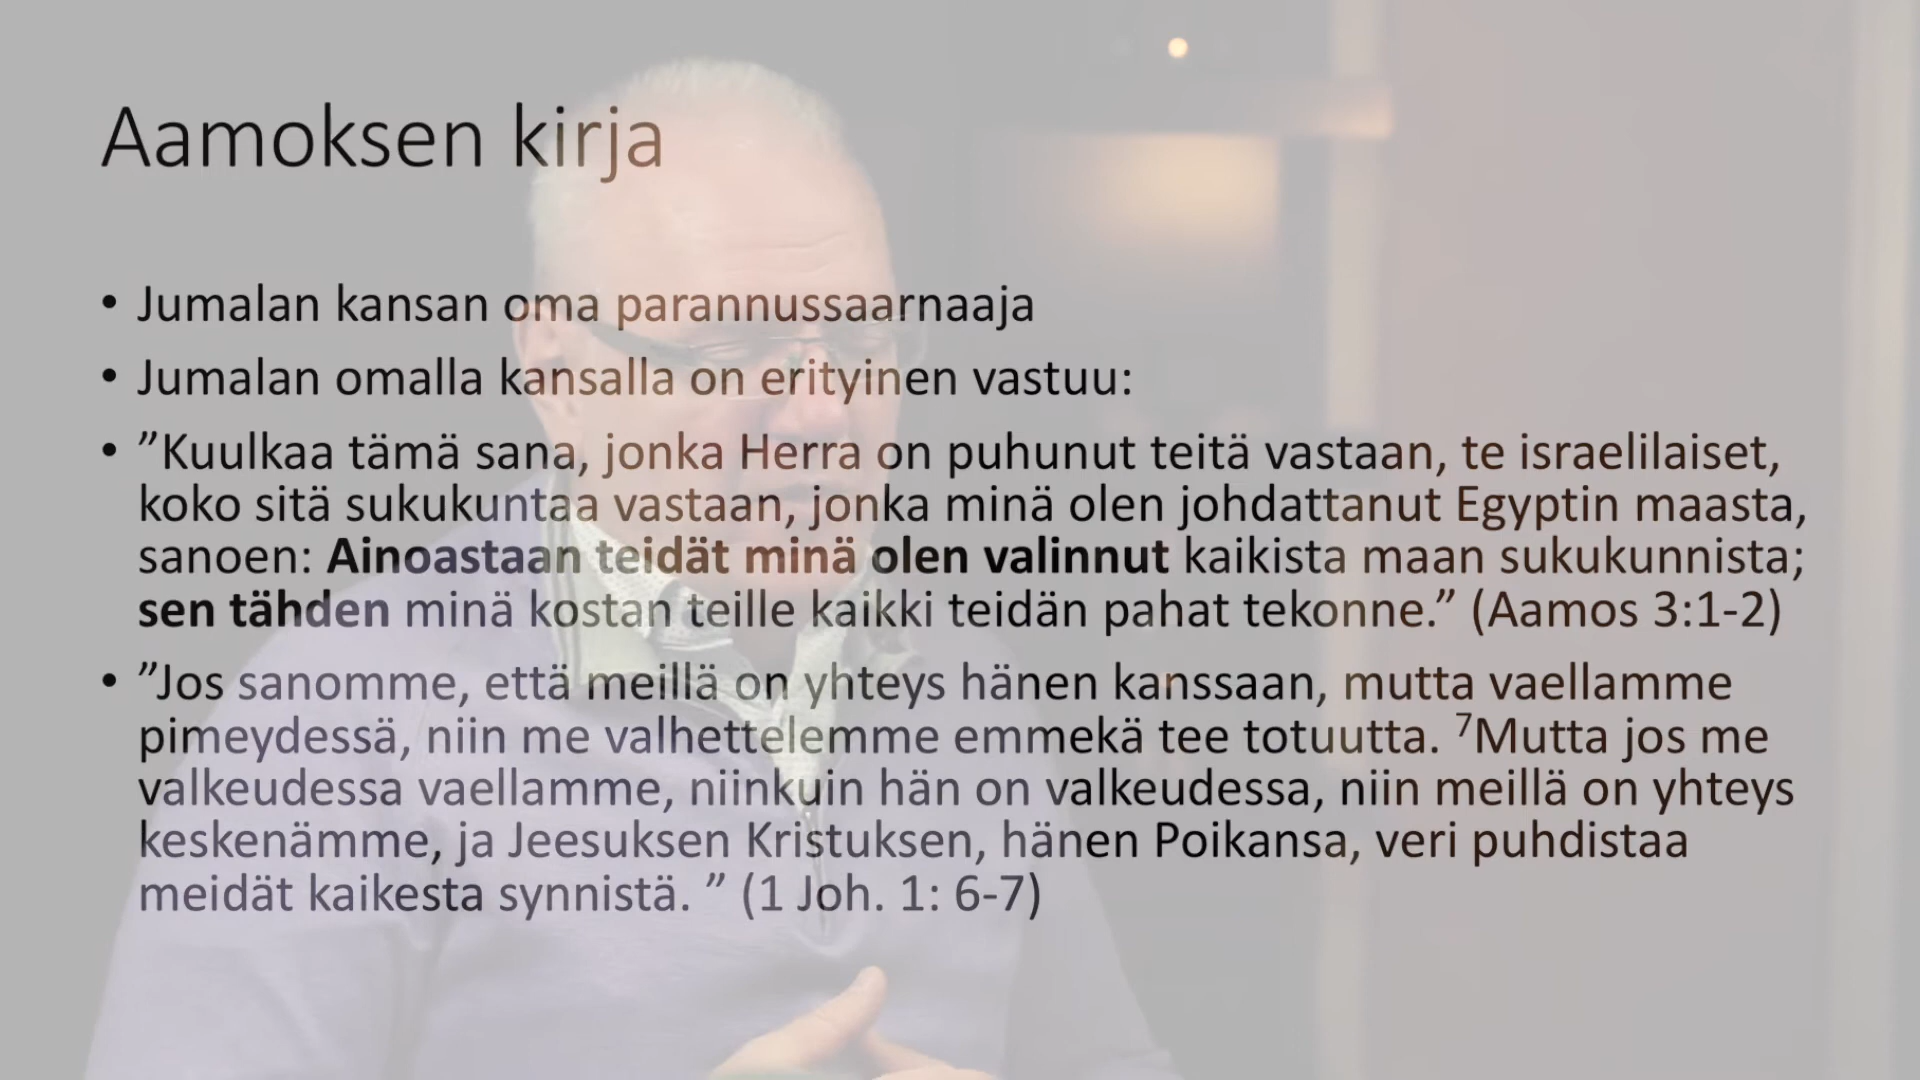 Aamoksen kirja
• Jumalan kansan oma parannussaarnaaja
• Jumalan omalla kansalla on erityinen vastuu:
• ”Kuulkaa tämä sana, jonka Herra on puhunut teitä vastaan, te israelilaiset,
koko sitä sukukuntaa vastaan, jonka minä olen johdattanut Egyptin maasta,
sanoen: Ainoastaan teidät minä olen valinnut kaikista maan sukukunnista;
sen tähden minä kostan teille kaikki teidän pahat tekonne.” (Aamos 3:1-2)
• ”Jos sanomme, että meillä on yhteys hänen kanssaan, mutta vaellamme
pimeydessä, niin me valhettelemme emmekä tee totuutta. ⁷Mutta jos me
valkeudessa vaellamme, niinkuin hän on valkeudessa, niin meillä on yhteys
keskenämme, ja Jeesuksen Kristuksen, hänen Poikansa, veri puhdistaa
meidät kaikesta synnistä. ” (1 Joh. 1: 6-7)